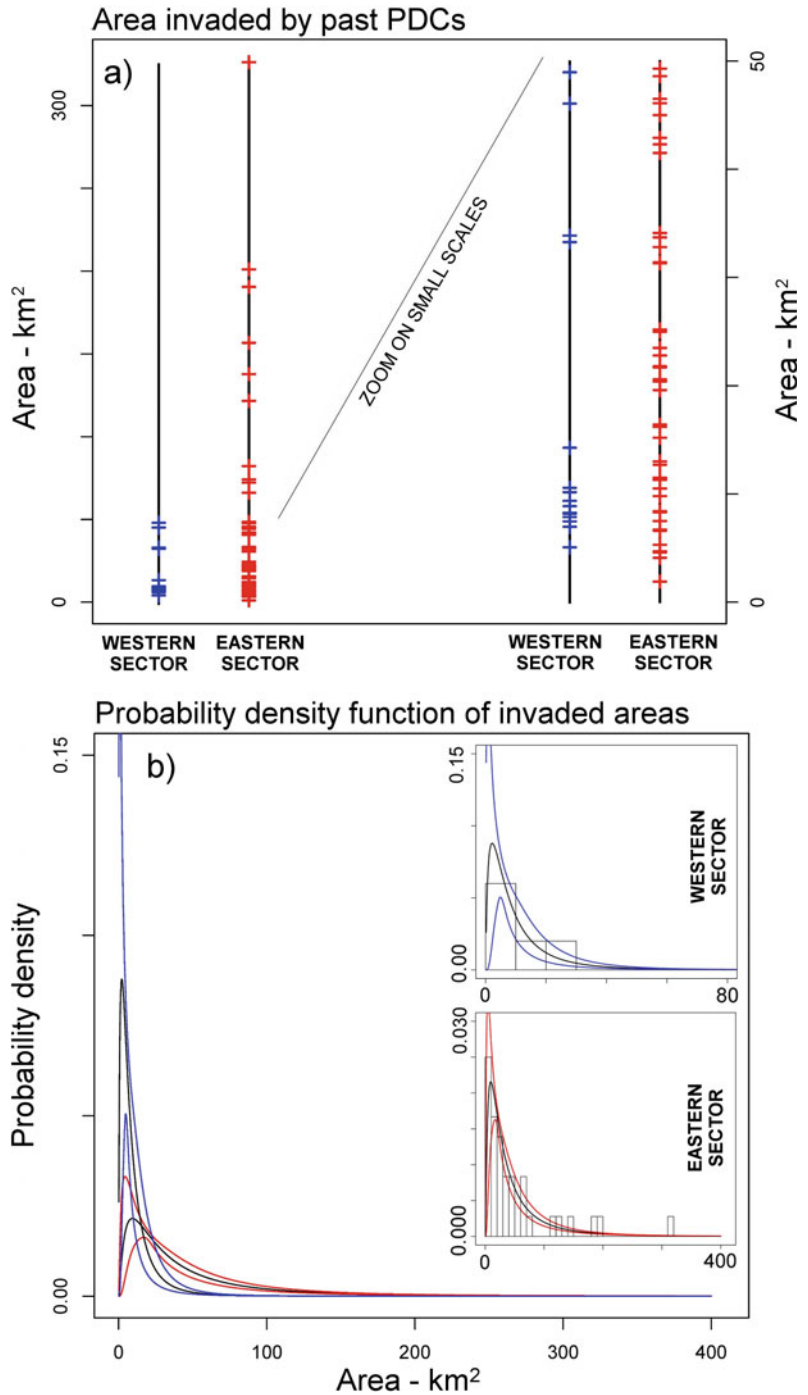 Area invaded by past PDCs
a)
300
0
Area - km²
ZOOM ON SMALL SCALES
50
0
Area - km²
WESTERN SECTOR
EASTERN SECTOR
WESTERN SECTOR
EASTERN SECTOR
Probability density function of invaded areas
b)
0.15
0.00
Probability density
0.15
0.00
WESTERN SECTOR
0
80
0.030
0.000
EASTERN SECTOR
0
400
0
100
200
300
400
Area - km²